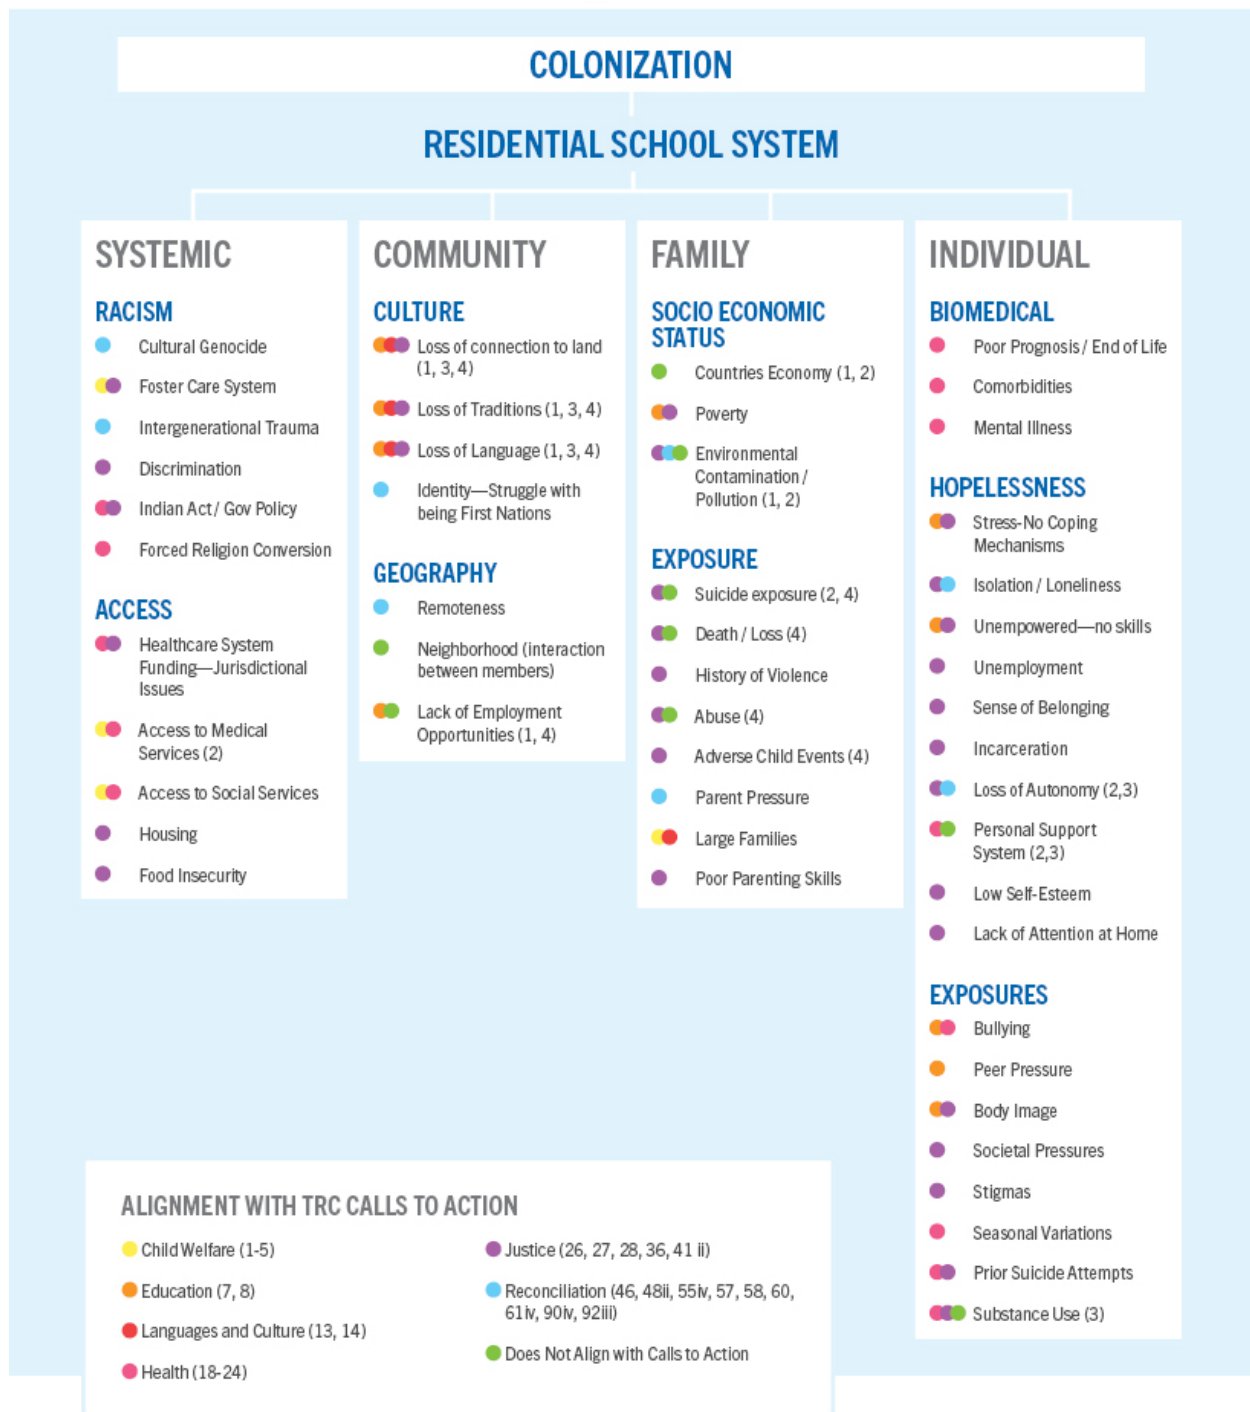 COLONIZATION
RESIDENTIAL SCHOOL SYSTEM
SYSTEMIC
RACISM
Cultural Genocide
Foster Care System
Intergenerational Trauma
Discrimination
Indian Act / Gov Policy
Forced Religion Conversion
ACCESS
Healthcare System
Funding—Jurisdictional
Issues
Access to Medical
Services (2)
Access to Social Services
Housing
Food Insecurity
COMMUNITY
CULTURE
Loss of connection to land
(1, 3, 4)
Loss of Traditions (1, 3, 4)
Loss of Language (1, 3, 4)
Identity—Struggle with
being First Nations
GEOGRAPHY
Remoteness
Neighborhood (interaction
between members)
Lack of Employment
Opportunities (1, 4)
FAMILY
SOCIO ECONOMIC
STATUS
Countries Economy (1, 2)
Poverty
Environmental
Contamination /
Pollution (1, 2)
EXPOSURE
Suicide exposure (2, 4)
Death / Loss (4)
History of Violence
Abuse (4)
Adverse Child Events (4)
Parent Pressure
Large Families
Poor Parenting Skills
INDIVIDUAL
BIOMEDICAL
Poor Prognosis / End of Life
Comorbidities
Mental Illness
HOPELESSNESS
Stress-No Coping
Mechanisms
Isolation / Loneliness
Unempowered—no skills
Unemployment
Sense of Belonging
Incarceration
Loss of Autonomy (2,3)
Personal Support
System (2,3)
Low Self-Esteem
Lack of Attention at Home
EXPOSURES
Bullying
Peer Pressure
Body Image
Societal Pressures
Stigmas
Seasonal Variations
Prior Suicide Attempts
Substance Use (3)
ALIGNMENT WITH TRC CALLS TO ACTION
Child Welfare (1-5)
Education (7, 8)
Languages and Culture (13, 14)
Health (18-24)
Justice (26, 27, 28, 36, 41 ii)
Reconciliation (46, 48ii, 55iv, 57, 58, 60,
61iv, 90iv, 92iii)
Does Not Align with Calls to Action